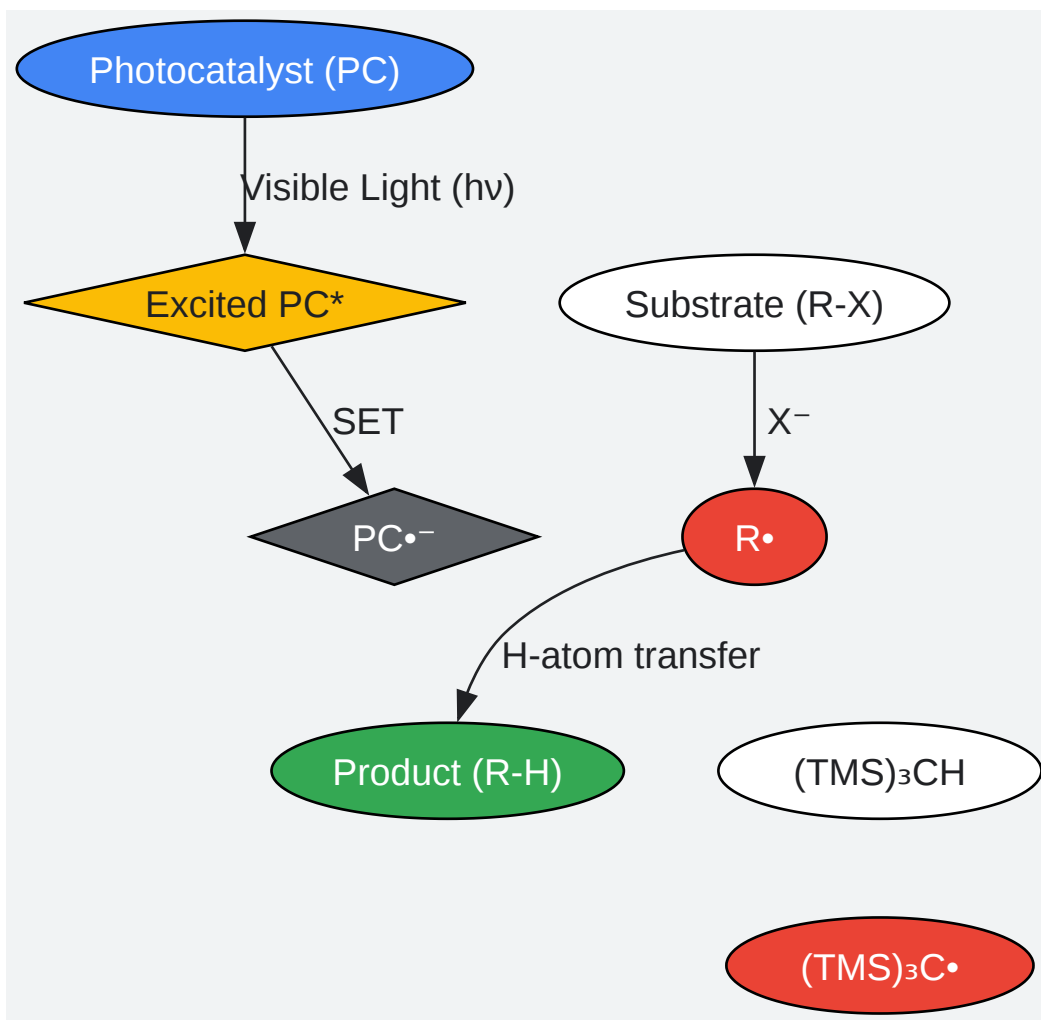 Photocatalyst (PC)
Visible Light (hν)
Excited PC*
Substrate (R-X)
SET
X⁻
PC•⁻
R•
H-atom transfer
Product (R-H)
(TMS)₃CH
(TMS)₃C•